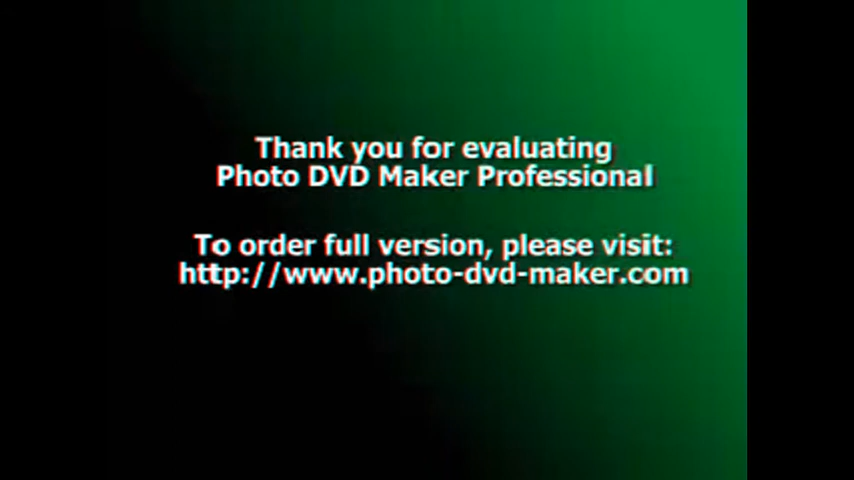 Thank you for evaluating
Photo DVD Maker Professional
To order full version, please visit:
http://www.photo-dvd-maker.com